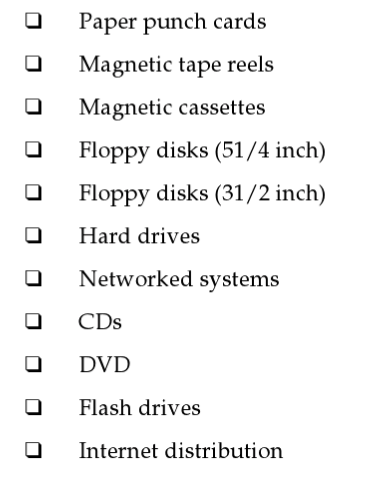 ❑ Paper punch cards
❑ Magnetic tape reels
❑ Magnetic cassettes
❑ Floppy disks (51/4 inch)
❑ Floppy disks (31/2 inch)
❑ Hard drives
❑ Networked systems
❑ CDs
❑ DVD
❑ Flash drives
❑ Internet distribution